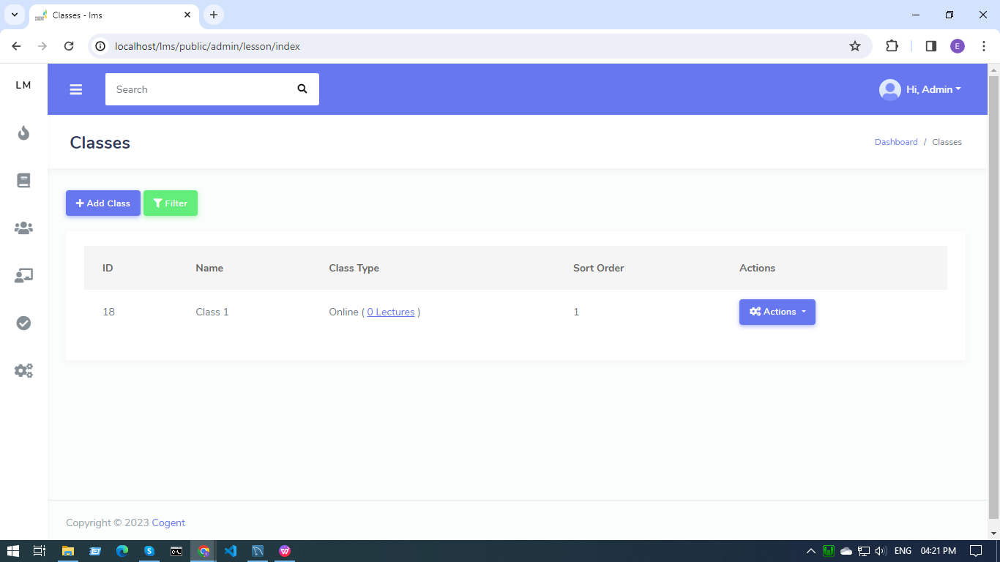 Classes - lms
localhost/lms/public/admin/lesson/index
E
LM
Search
Hi, Admin
Classes
Dashboard / Classes
Add Class
Filter
ID Name Class Type Sort Order Actions
18 Class 1 Online ( 0 Lectures ) 1 Actions
Copyright © 2023 Cogent
ENG 04:21 PM